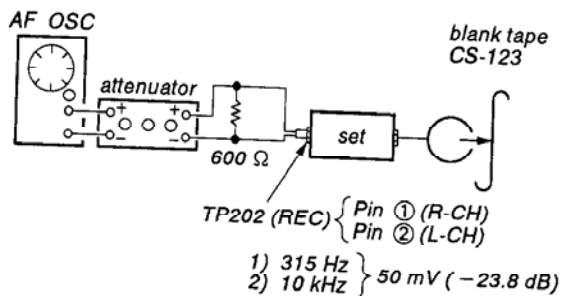 AF OSC
blank tape
CS-123
attenuator
+ +
- -
600 Ω
set
TP202 (REC) { Pin ① (R-CH)
Pin ② (L-CH)
1) 315 Hz
2) 10 kHz } 50 mV (-23.8 dB)